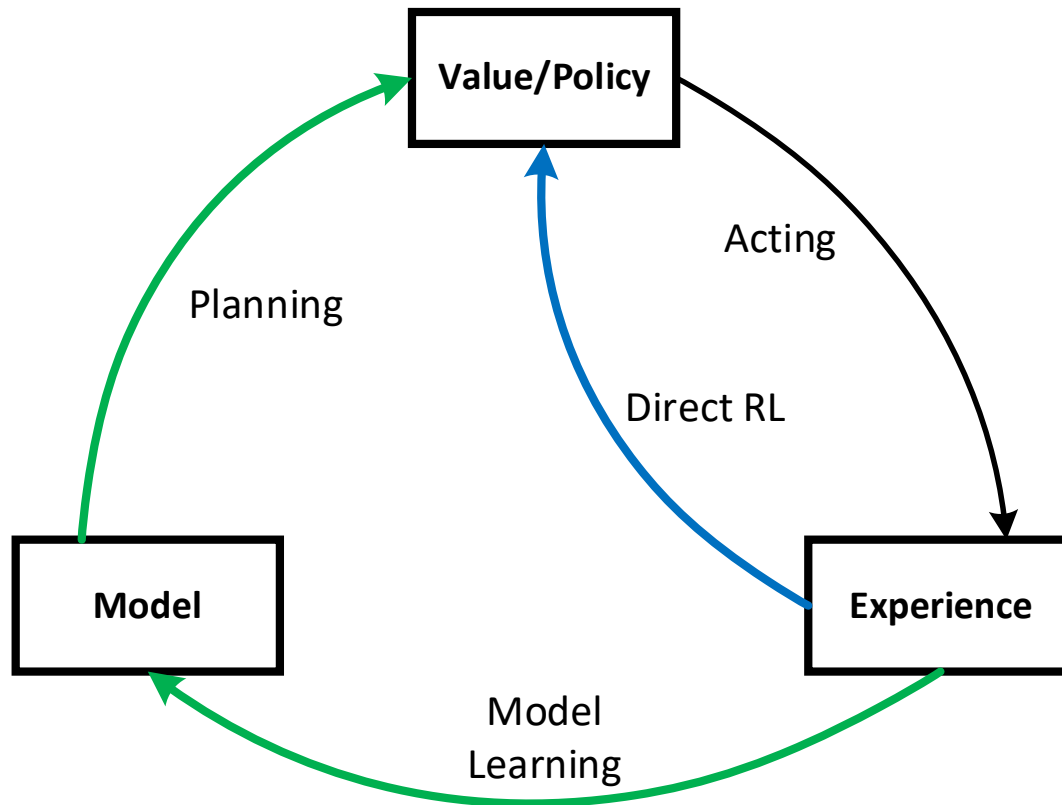 Value/Policy
Acting
Planning
Direct RL
Model
Experience
Model
Learning